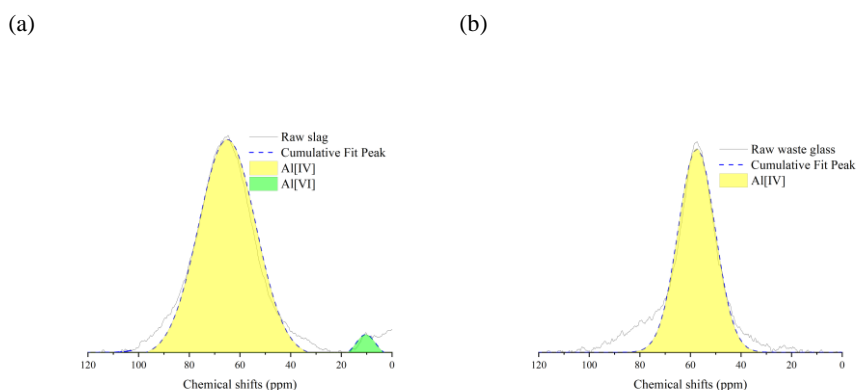 (a)
(b)
Raw slag
Cumulative Fit Peak
Al[IV]
Al[VI]
120 100 80 60 40 20 0
Chemical shifts (ppm)
Raw waste glass
Cumulative Fit Peak
Al[IV]
120 100 80 60 40 20 0
Chemical shifts (ppm)